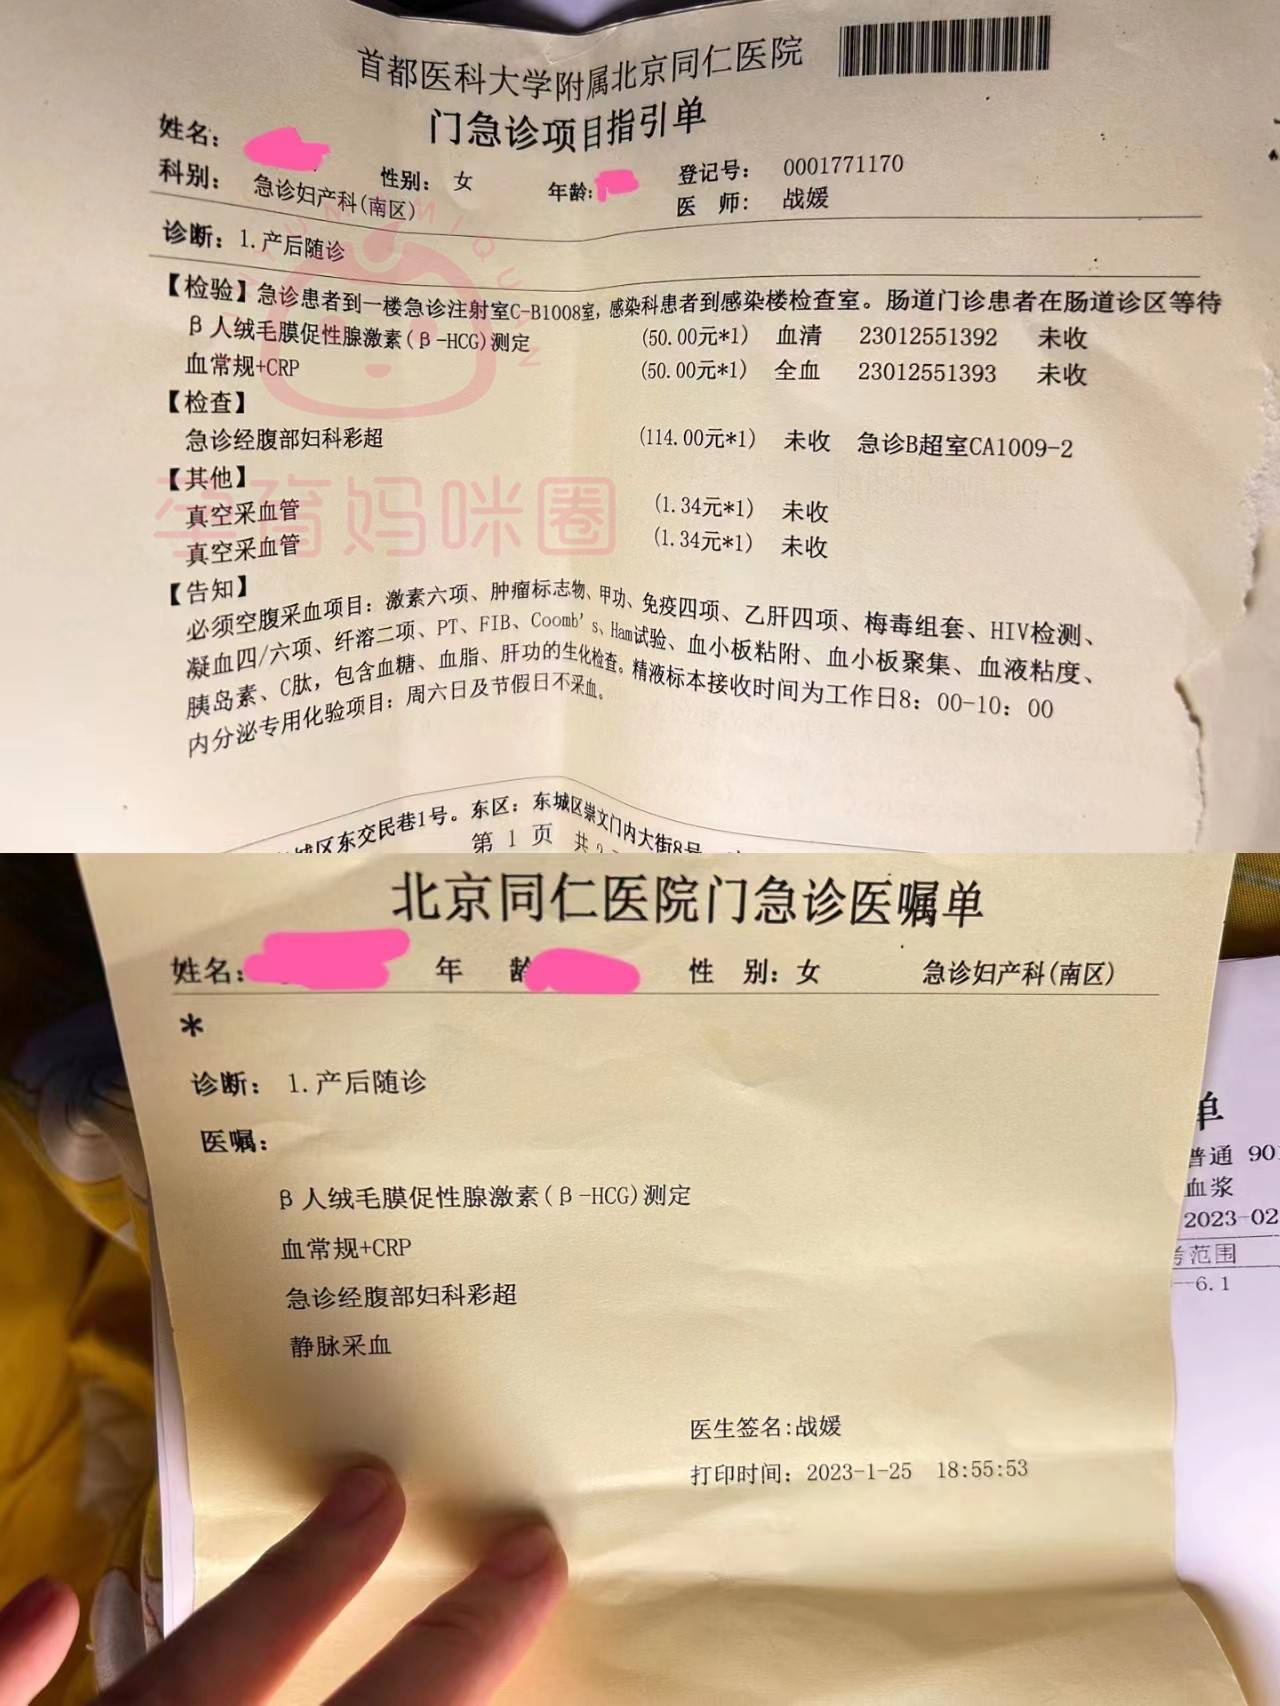 首都医科大学附属北京同仁医院
门急诊项目指引单
姓名：
科别： 急诊妇产科(南区) 性别： 女 年龄: 登记号： 0001771170
医 师： 战媛
诊断：1.产后随诊
【检验】急诊患者到一楼急诊注射室C-B1008室，感染科患者到感染楼检查室。肠道门诊患者在肠道诊区等待
β人绒毛膜促性腺激素(β-HCG)测定 (50.00元*1) 血清 23012551392 未收
血常规+CRP (50.00元*1) 全血 23012551393 未收
【检查】
急诊经腹部妇科彩超 (114.00元*1) 未收 急诊B超室CA1009-2
【其他】
真空采血管 (1.34元*1) 未收
真空采血管 (1.34元*1) 未收
【告知】
必须空腹采血项目：激素六项、肿瘤标志物、甲功、免疫四项、乙肝四项、梅毒组套、HIV检测、
凝血四/六项、纤溶二项、PT、FIB、Coomb's、Ham试验、血小板粘附、血小板聚集、血液粘度、
胰岛素、C肽，包含血糖、血脂、肝功的生化检查。精液标本接收时间为工作日8：00-10：00
内分泌专用化验项目：周六日及节假日不采血。
城区东交民巷1号。东区：东城区崇文门内大街8号
第 1 页 共
孕育妈咪圈
北京同仁医院门急诊医嘱单
姓名: 年 龄 性 别：女 急诊妇产科(南区)
*
诊断： 1.产后随诊
医嘱：
β人绒毛膜促性腺激素(β-HCG)测定
血常规+CRP
急诊经腹部妇科彩超
静脉采血
医生签名:战媛
打印时间：2023-1-25 18:55:53
单
普通 90
血浆
2023-02
考范围
6.1